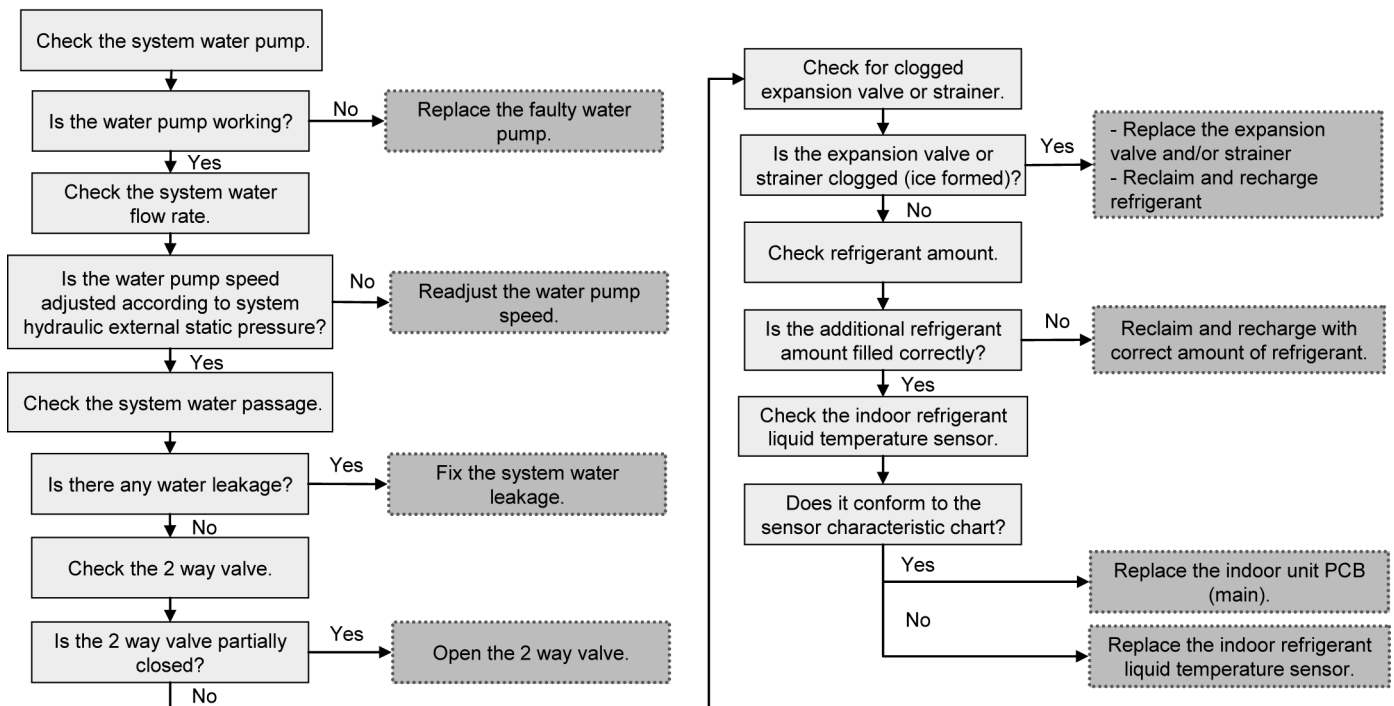 Check the system water pump.
Is the water pump working?
No
Replace the faulty water
pump.
Yes
Check the system water
flow rate.
Is the water pump speed
adjusted according to system
hydraulic external static pressure?
No
Readjust the water pump
speed.
Yes
Check the system water passage.
Is there any water leakage?
Yes
Fix the system water
leakage.
No
Check the 2 way valve.
Is the 2 way valve partially
closed?
Yes
Open the 2 way valve.
No
Check for clogged
expansion valve or strainer.
Is the expansion valve or
strainer clogged (ice formed)?
Yes
- Replace the expansion
valve and/or strainer
- Reclaim and recharge
refrigerant
No
Check refrigerant amount.
Is the additional refrigerant
amount filled correctly?
No
Reclaim and recharge with
correct amount of refrigerant.
Yes
Check the indoor refrigerant
liquid temperature sensor.
Does it conform to the
sensor characteristic chart?
Yes
Replace the indoor unit PCB
(main).
No
Replace the indoor refrigerant
liquid temperature sensor.